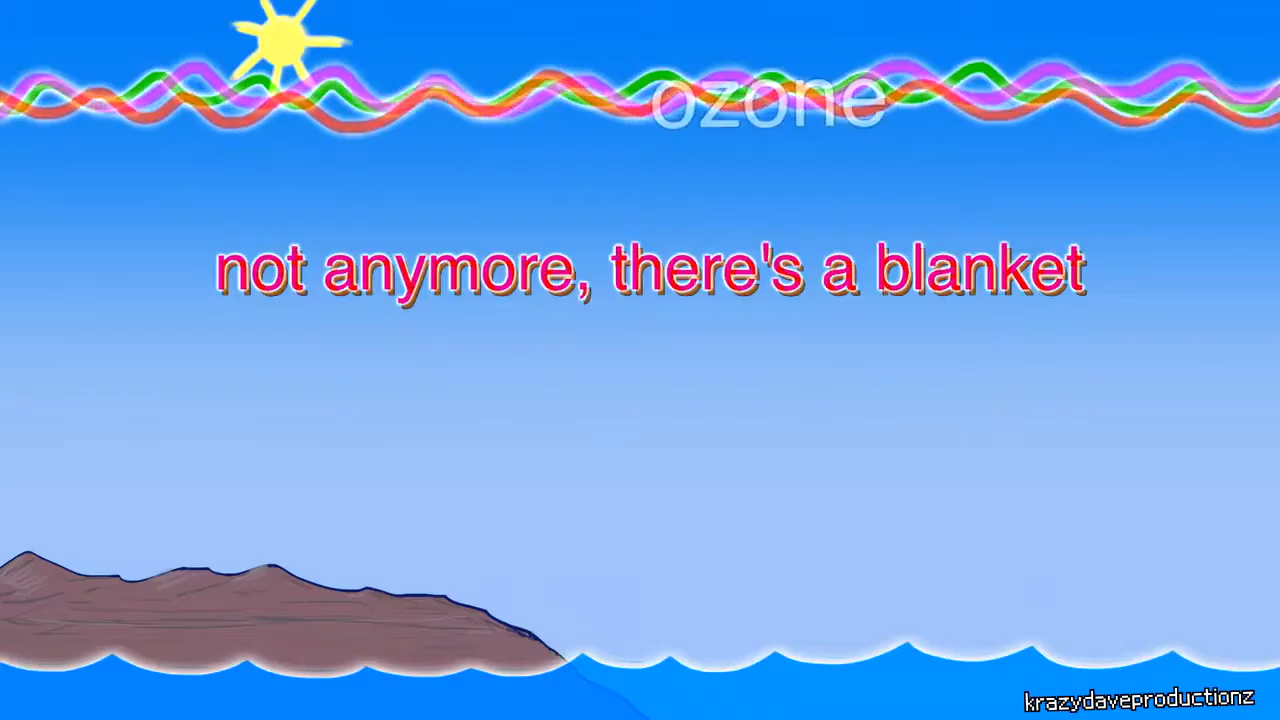 ozone
not anymore, there's a blanket
krazydaveproductionz